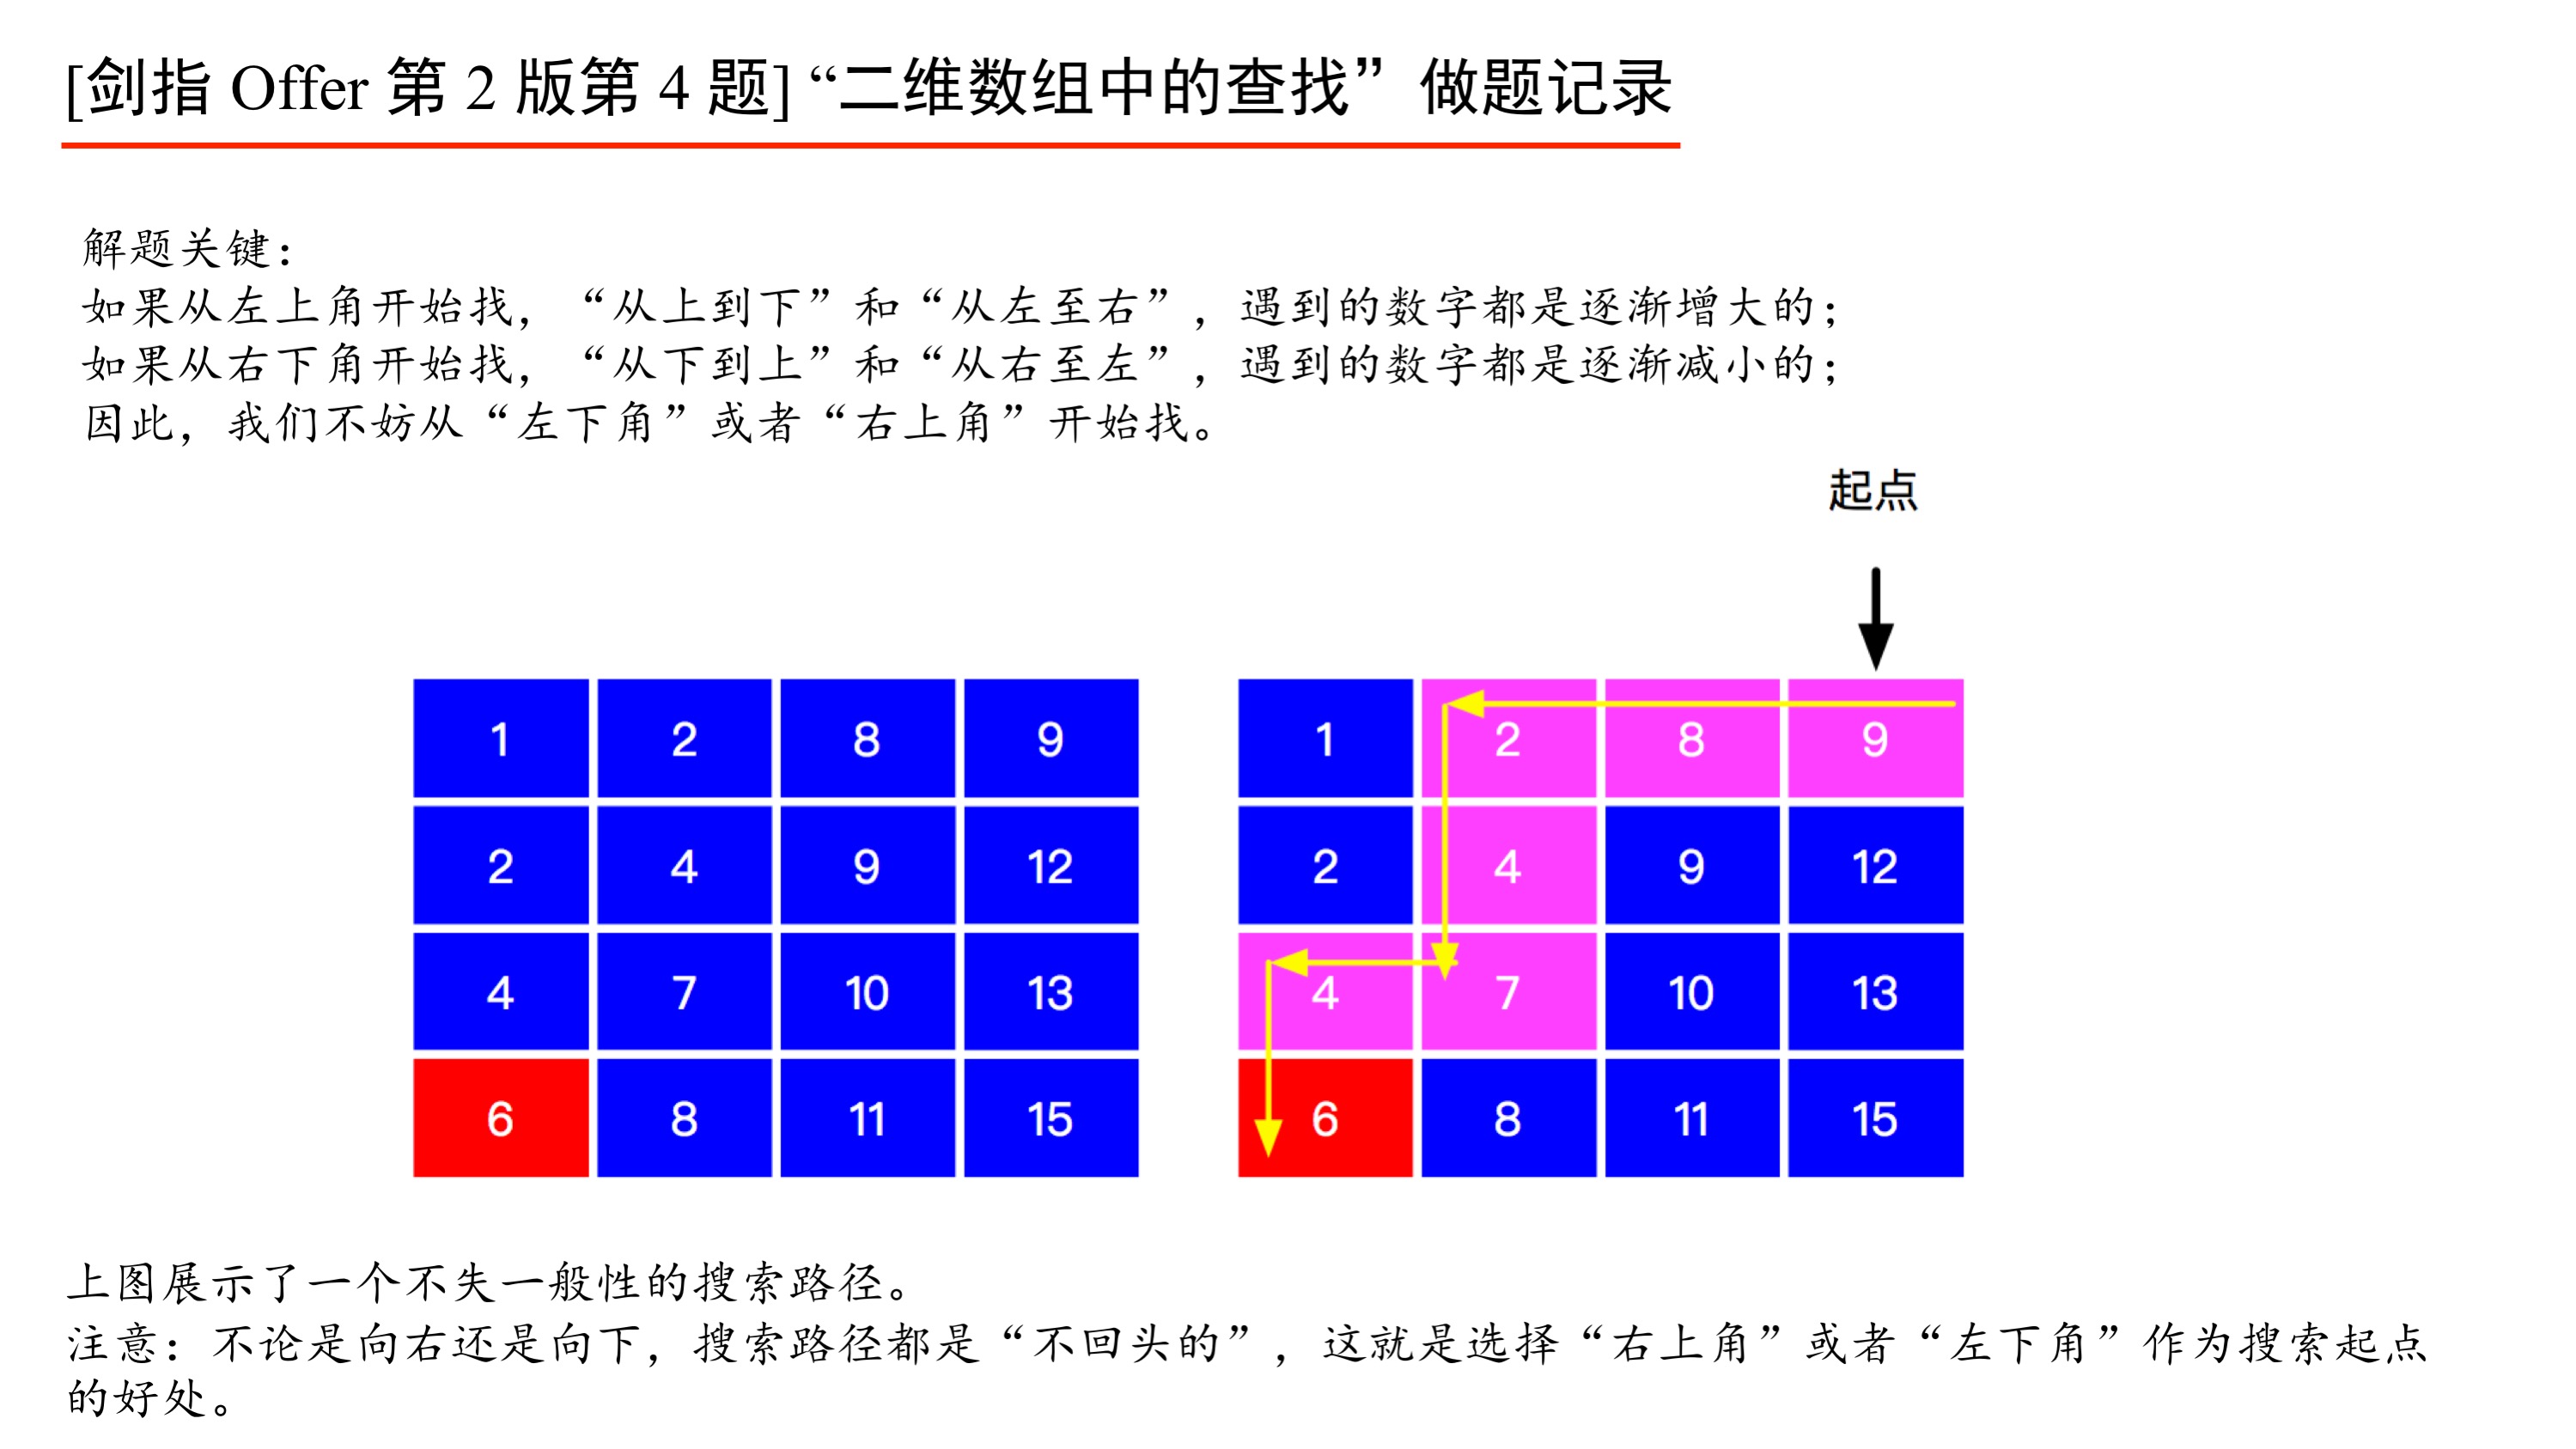 [剑指 Offer 第 2 版第 4 题] “二维数组中的查找” 做题记录
解题关键：
如果从左上角开始找，“从上到下”和“从左至右”，遇到的数字都是逐渐增大的；
如果从右下角开始找，“从下到上”和“从右至左”，遇到的数字都是逐渐减小的；
因此，我们不妨从“左下角”或者“右上角”开始找。
起点
1 2 8 9 1 2 8 9
2 4 9 12 2 4 9 12
4 7 10 13 4 7 10 13
6 8 11 15 6 8 11 15
上图展示了一个不失一般性的搜索路径。
注意：不论是向右还是向下，搜索路径都是“不回头的”，这就是选择“右上角”或者“左下角”作为搜索起点
的好处。